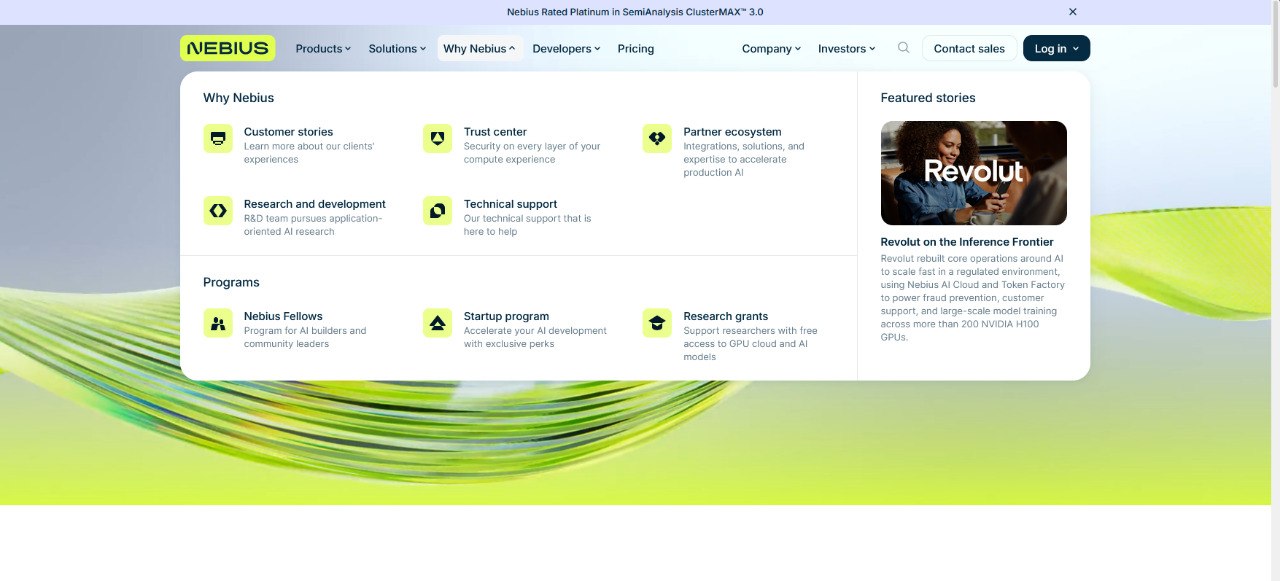 Nebius Rated Platinum in SemiAnalysis ClusterMAX™ 3.0
NEBIUS
Products
Solutions
Why Nebius
Developers
Pricing
Company
Investors
Contact sales
Log in
Why Nebius
Customer stories
Learn more about our clients'
experiences
Trust center
Security on every layer of your
compute experience
Partner ecosystem
Integrations, solutions, and
expertise to accelerate
production AI
Research and development
R&D team pursues application-
oriented AI research
Technical support
Our technical support that is
here to help
Programs
Nebius Fellows
Program for AI builders and
community leaders
Startup program
Accelerate your AI development
with exclusive perks
Research grants
Support researchers with free
access to GPU cloud and AI
models
Featured stories
Revolut
Revolut on the Inference Frontier
Revolut rebuilt core operations around AI
to scale fast in a regulated environment,
using Nebius AI Cloud and Token Factory
to power fraud prevention, customer
support, and large-scale model training
across more than 200 NVIDIA H100
GPUs.